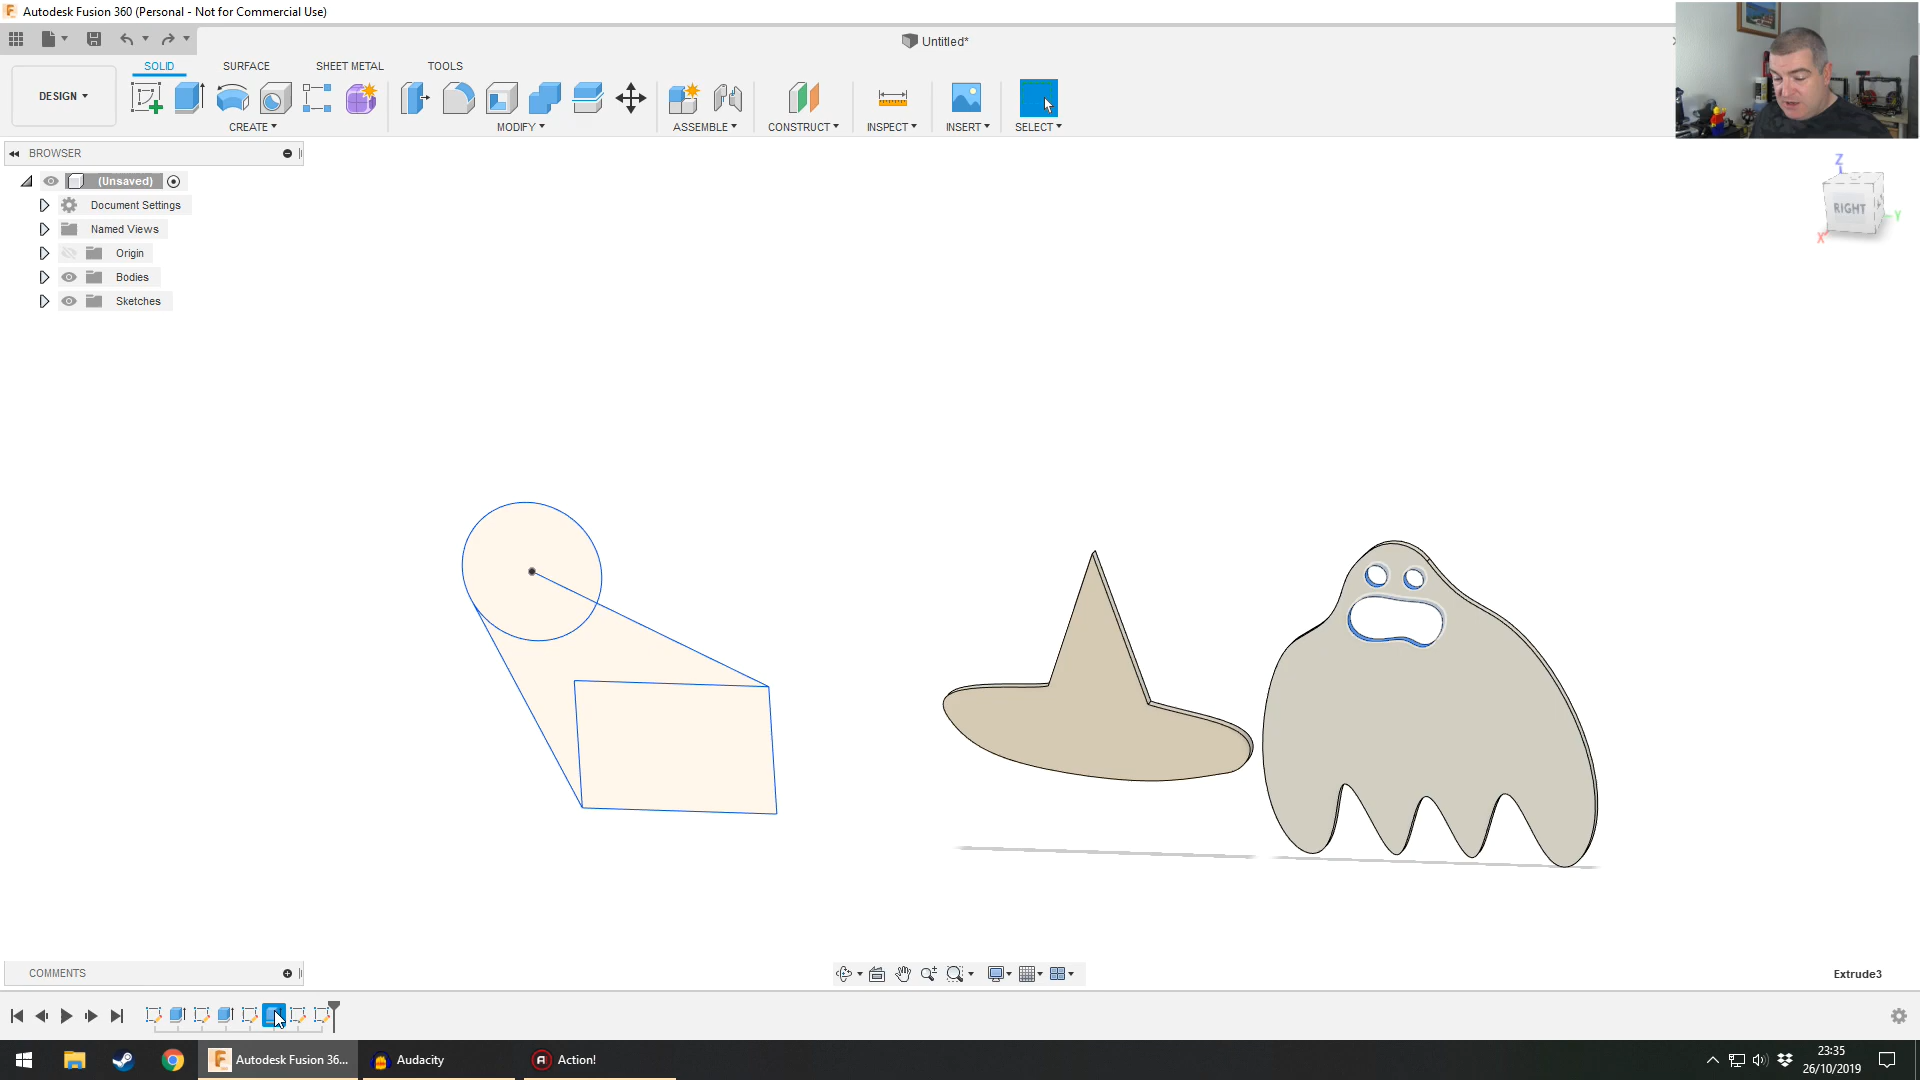 Autodesk Fusion 360 (Personal - Not for Commercial Use)
Untitled*
SOLID SURFACE SHEET METAL TOOLS
DESIGN
CREATE MODIFY ASSEMBLE CONSTRUCT INSPECT INSERT SELECT
BROWSER
(Unsaved)
Document Settings
Named Views
Origin
Bodies
Sketches
Z
RIGHT
Y
X
COMMENTS
Extrude3
Autodesk Fusion 36... Audacity Action!
23:35
26/10/2019